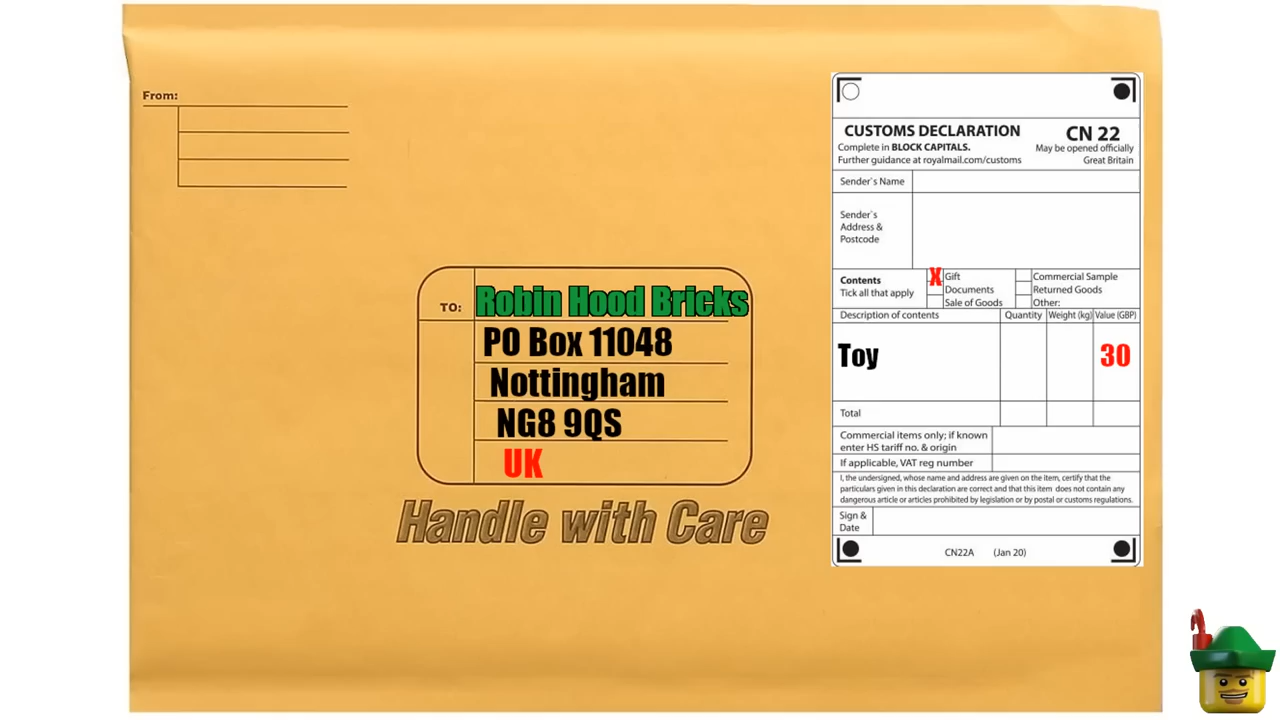 From:
TO: Robin Hood Bricks
PO Box 11048
Nottingham
NG8 9QS
UK
Handle with Care
CUSTOMS DECLARATION CN 22
Complete in BLOCK CAPITALS. May be opened officially
Further guidance at royalmail.com/customs Great Britain
Sender`s Name
Sender`s
Address &
Postcode
Contents X Gift Commercial Sample
Tick all that apply Documents Returned Goods
Sale of Goods Other:
Description of contents Quantity Weight (kg) Value (GBP)
Toy 30
Total
Commercial items only; if known
enter HS tariff no. & origin
If applicable, VAT reg number
I, the undersigned, whose name and address are given on the item, certify that the
particulars given in this declaration are correct and that this item does not contain any
dangerous article or articles prohibited by legislation or by postal or customs regulations.
Sign &
Date
CN22A (Jan 20)